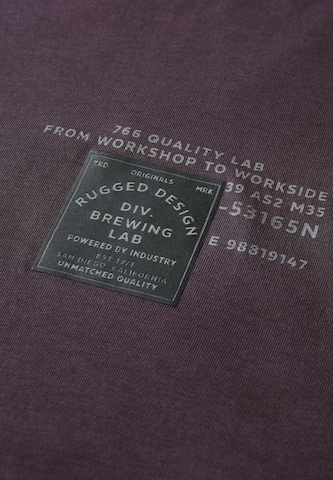 766 QUALITY LAB
FROM WORKSHOP TO WORKSIDE
39 AS2 M35
-53165N
E 98819147
TRD ORIGINALS MRK
RUGGED DESIGN
DIV.
BREWING
LAB
POWERED BY INDUSTRY
EST 1971
SAN DIEGO, CALIFORNIA
UNMATCHED QUALITY